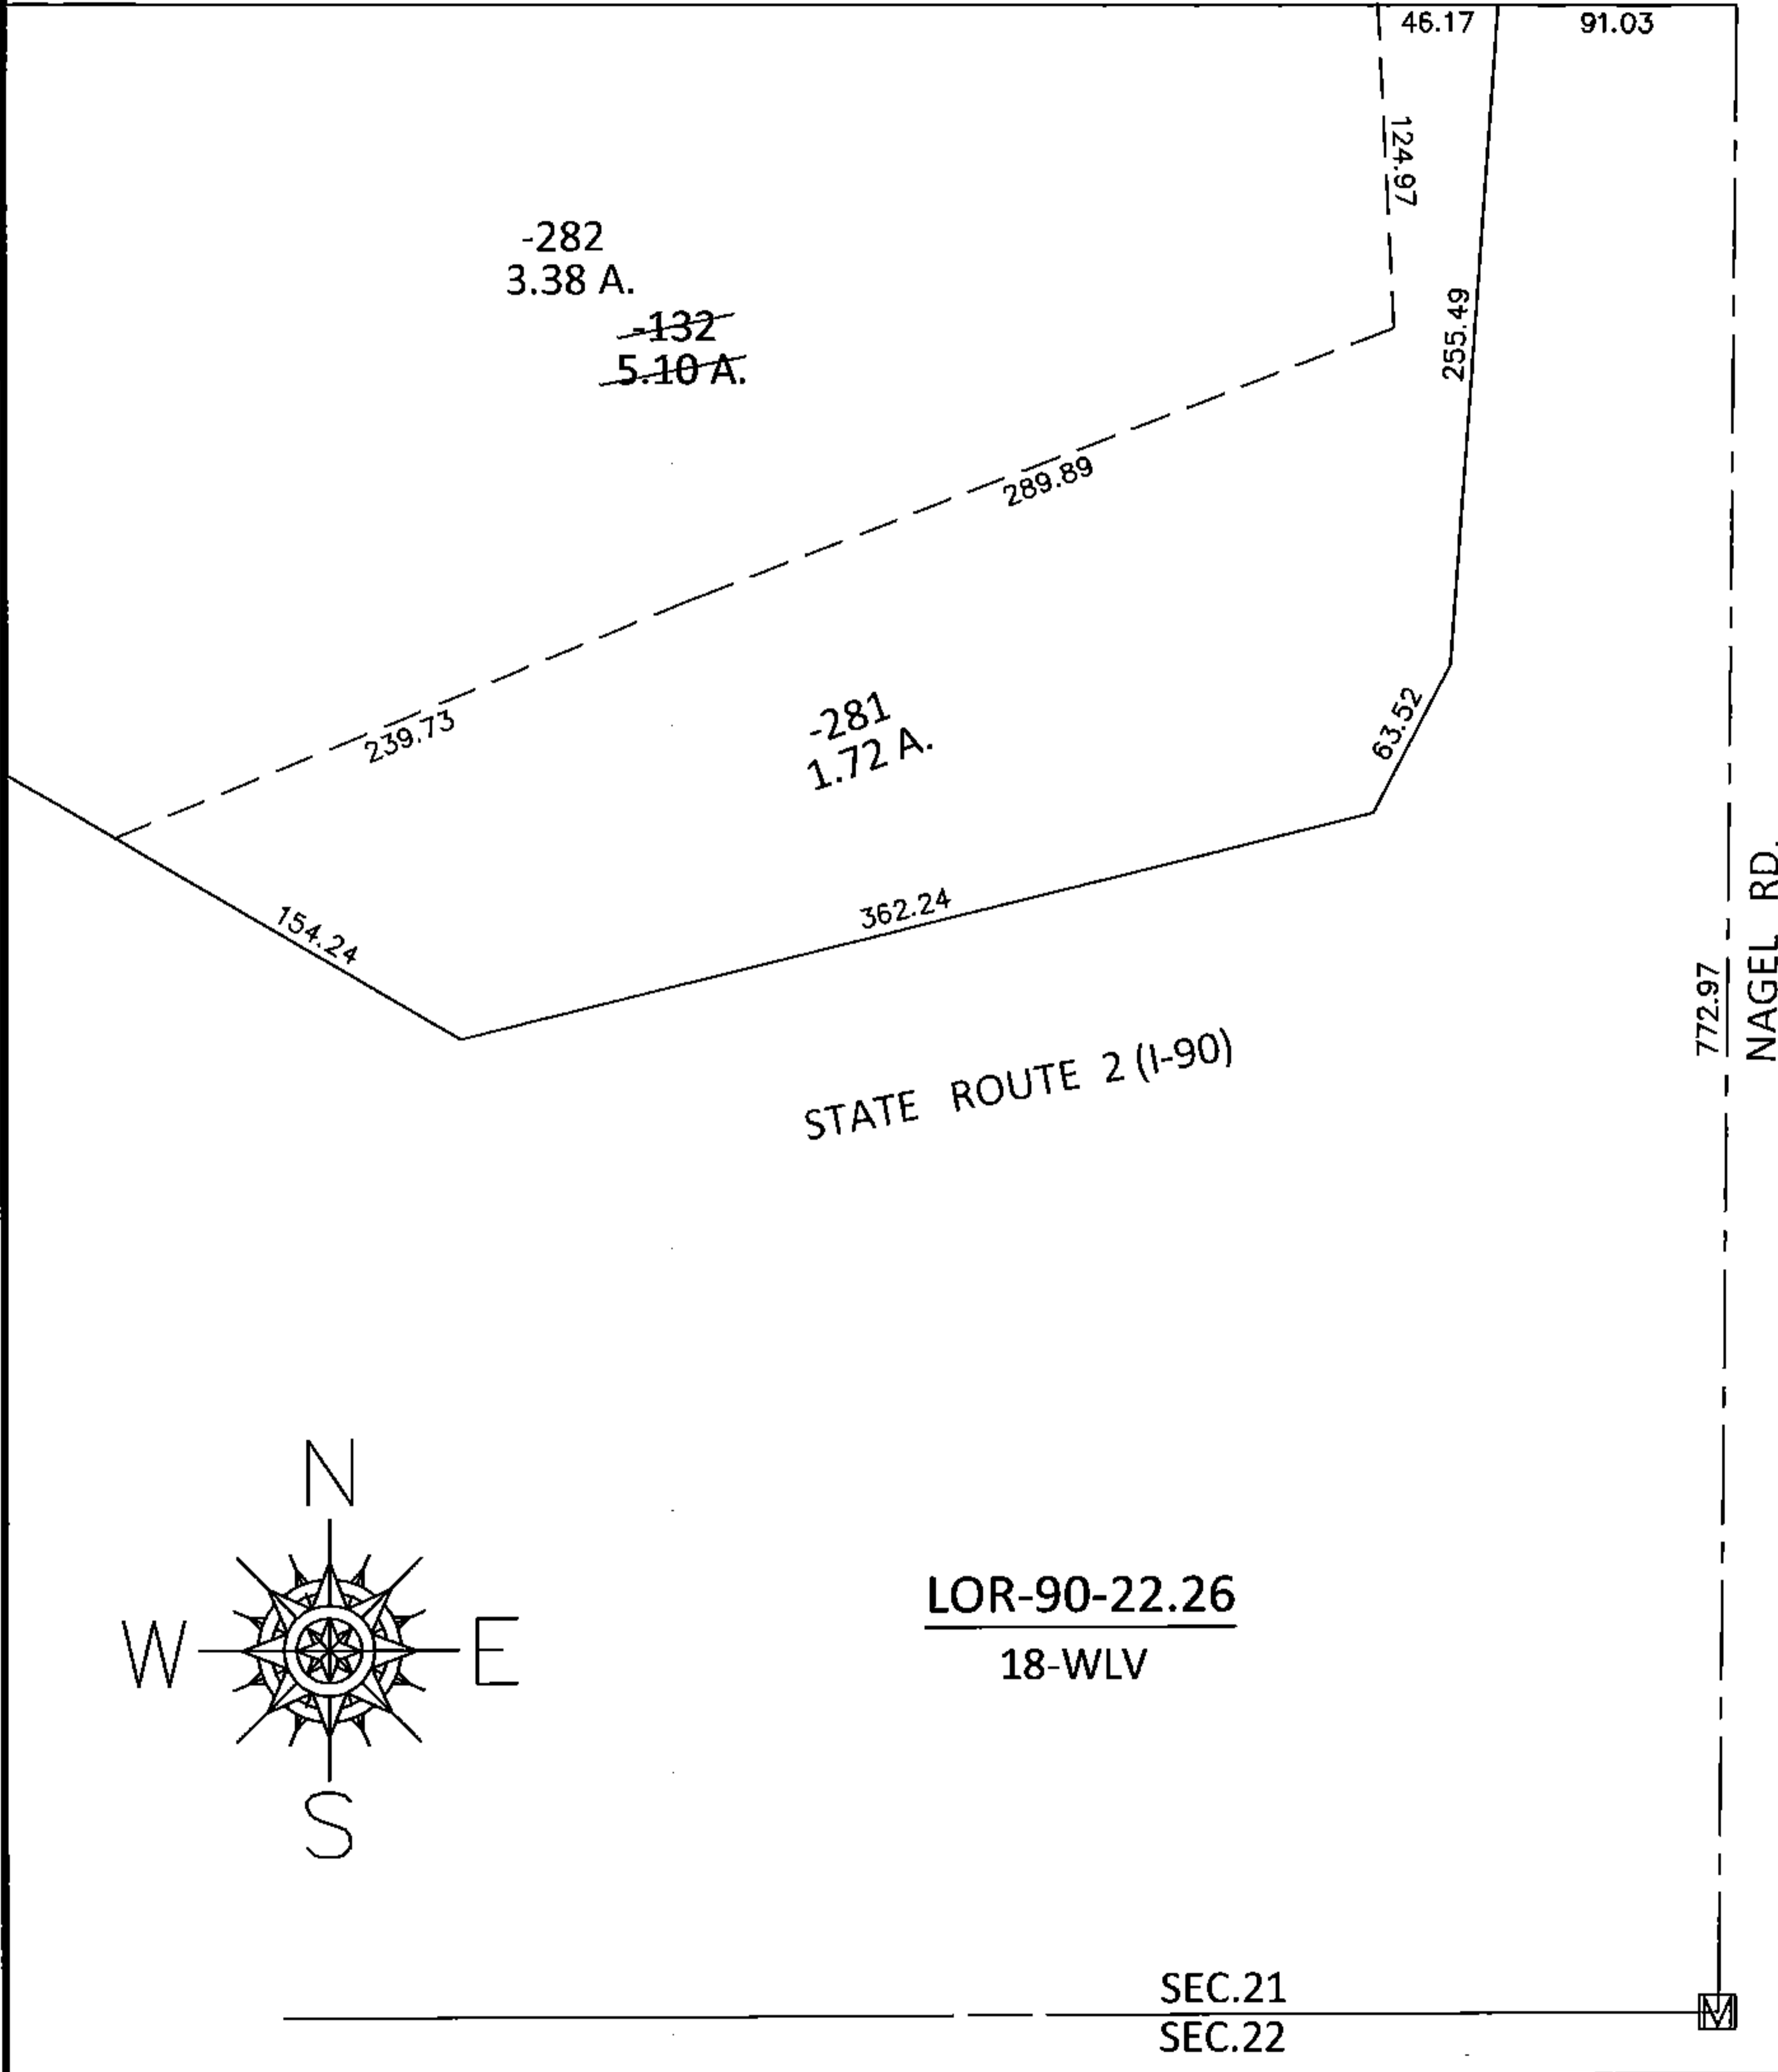 46.17
91.03
124.97
-282
3.38 A.
-132
5.10 A.
255.49
289.89
-281
1.72 A.
239.73
63.52
154.24
362.24
772.97
NAGEL RD.
STATE ROUTE 2 (I-90)
N
W
E
S
LOR-90-22.26
18-WLV
SEC.21
SEC.22
M